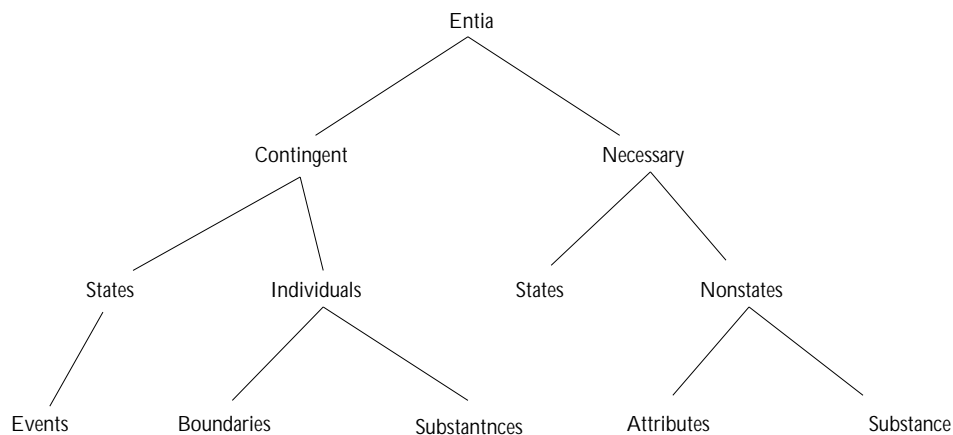 Entia
Contingent Necessary
States Individuals States Nonstates
Events Boundaries Substantnces Attributes Substance